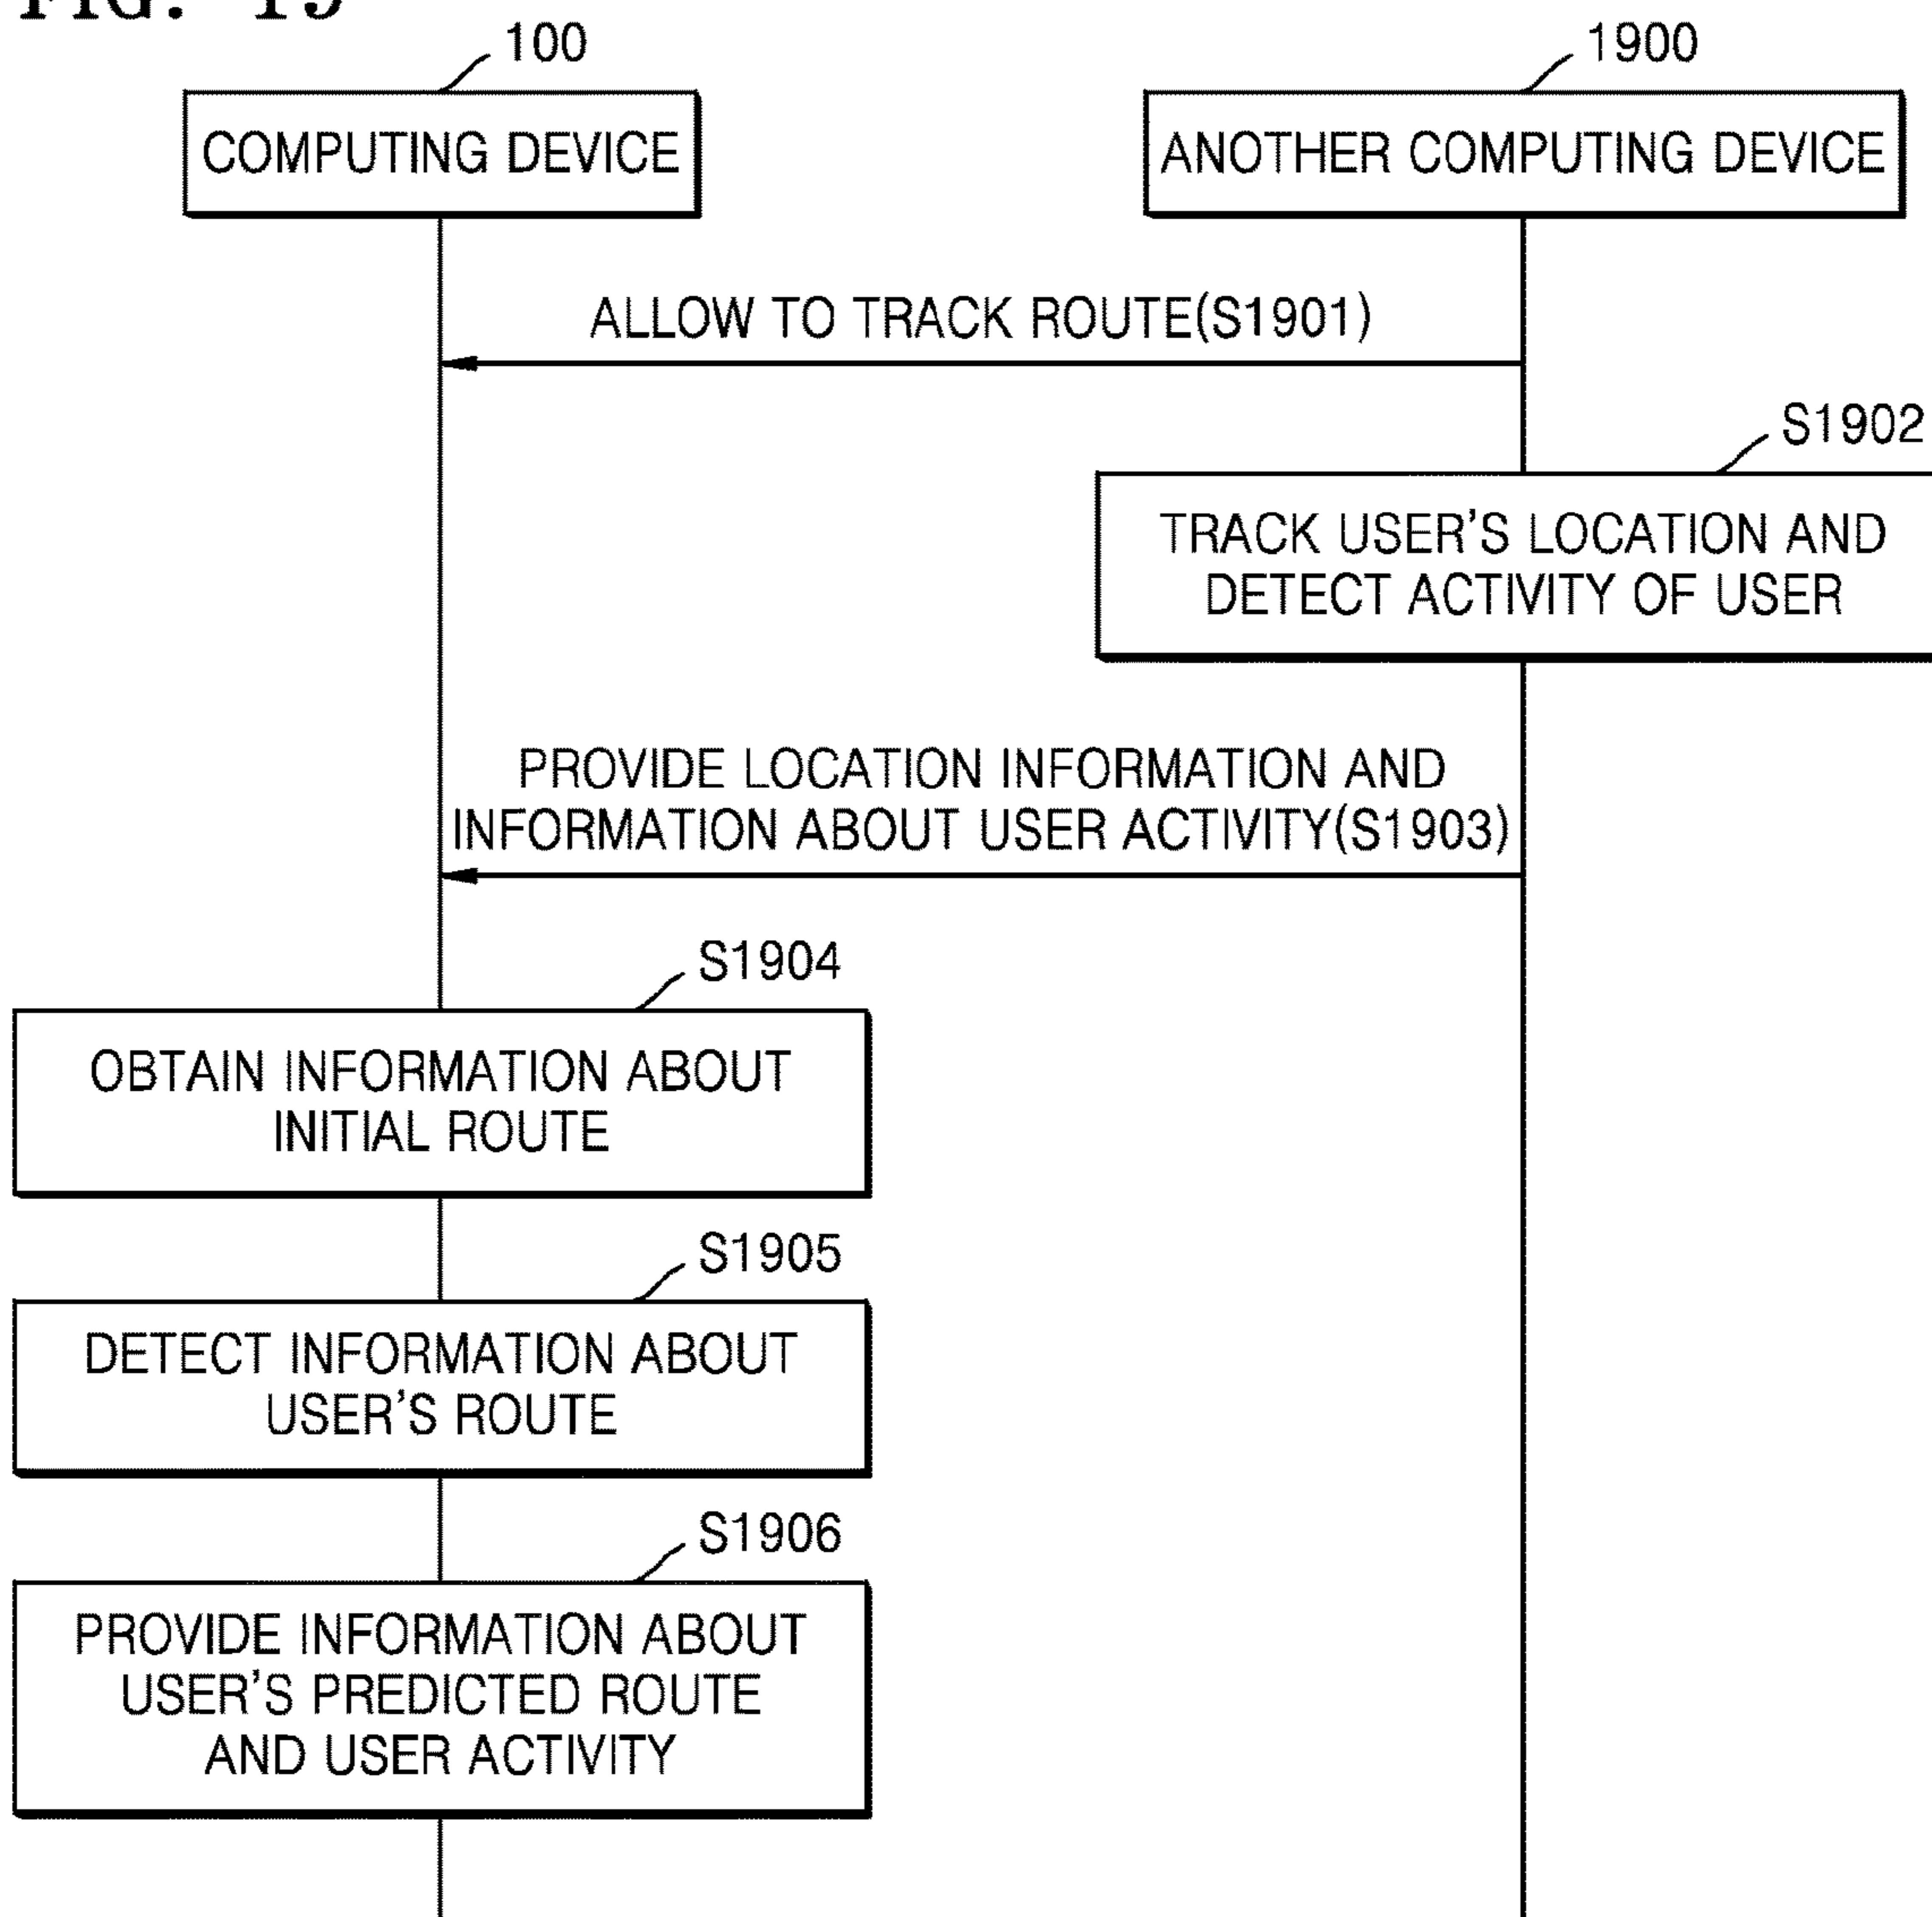 FIG. 19
100
1900
COMPUTING DEVICE
ANOTHER COMPUTING DEVICE
ALLOW TO TRACK ROUTE(S1901)
S1902
TRACK USER'S LOCATION AND
DETECT ACTIVITY OF USER
PROVIDE LOCATION INFORMATION AND
INFORMATION ABOUT USER ACTIVITY(S1903)
S1904
OBTAIN INFORMATION ABOUT
INITIAL ROUTE
S1905
DETECT INFORMATION ABOUT
USER'S ROUTE
S1906
PROVIDE INFORMATION ABOUT
USER'S PREDICTED ROUTE
AND USER ACTIVITY